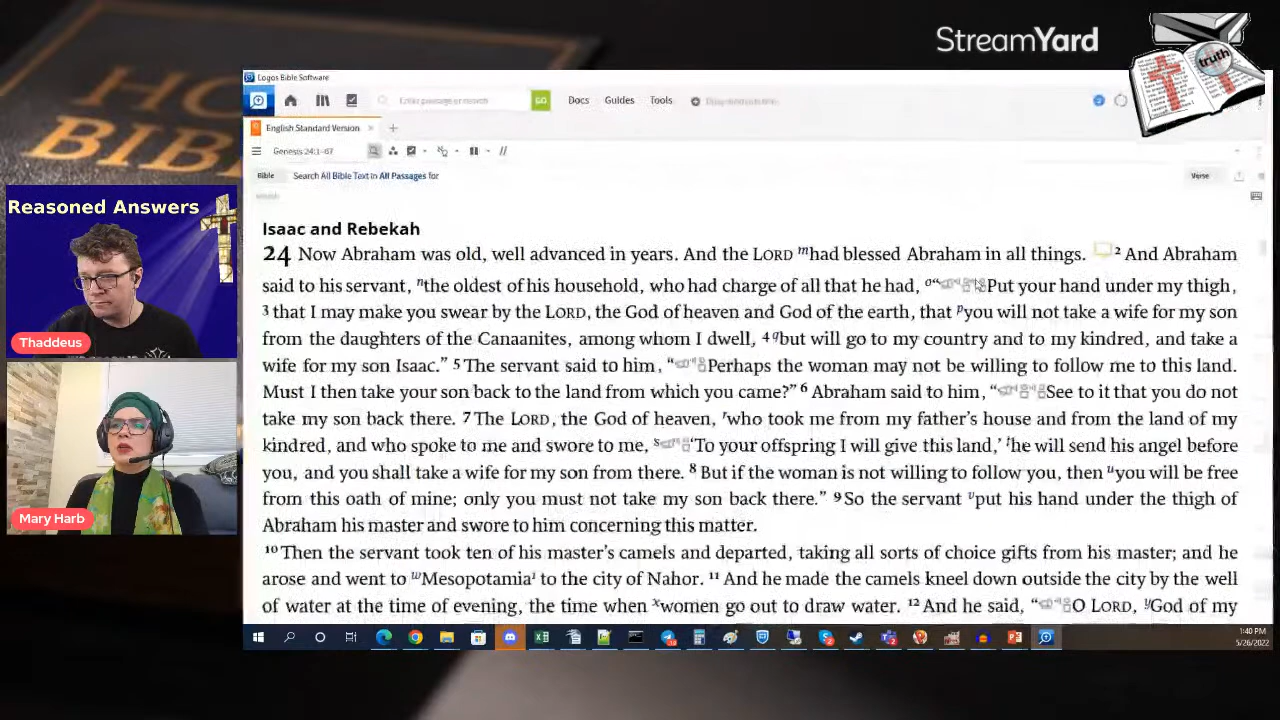 HOLY
BIBLE
StreamYard
truth
Logos Bible Software
Enter passage or search
GO
Docs
Guides
Tools
English Standard Version
Genesis 24:1–67
Bible
Search All Bible Text in All Passages for
Verse
Reasoned Answers
Thaddeus
Mary Harb
Isaac and Rebekah
24 Now Abraham was old, well advanced in years. And the LORD m had blessed Abraham in all things. 2 And Abraham
said to his servant, n the oldest of his household, who had charge of all that he had, o “Put your hand under my thigh,
3 that I may make you swear by the LORD, the God of heaven and God of the earth, that p you will not take a wife for my son
from the daughters of the Canaanites, among whom I dwell, 4 q but will go to my country and to my kindred, and take a
wife for my son Isaac.” 5 The servant said to him, “Perhaps the woman may not be willing to follow me to this land.
Must I then take your son back to the land from which you came?” 6 Abraham said to him, “See to it that you do not
take my son back there. 7 The LORD, the God of heaven, r who took me from my father’s house and from the land of my
kindred, and who spoke to me and swore to me, s ‘To your offspring I will give this land,’ t he will send his angel before
you, and you shall take a wife for my son from there. 8 But if the woman is not willing to follow you, then u you will be free
from this oath of mine; only you must not take my son back there.” 9 So the servant v put his hand under the thigh of
Abraham his master and swore to him concerning this matter.
10 Then the servant took ten of his master’s camels and departed, taking all sorts of choice gifts from his master; and he
arose and went to w Mesopotamia 1 to the city of Nahor. 11 And he made the camels kneel down outside the city by the well
of water at the time of evening, the time when x women go out to draw water. 12 And he said, “O LORD, y God of my
1:40 PM
5/26/2022